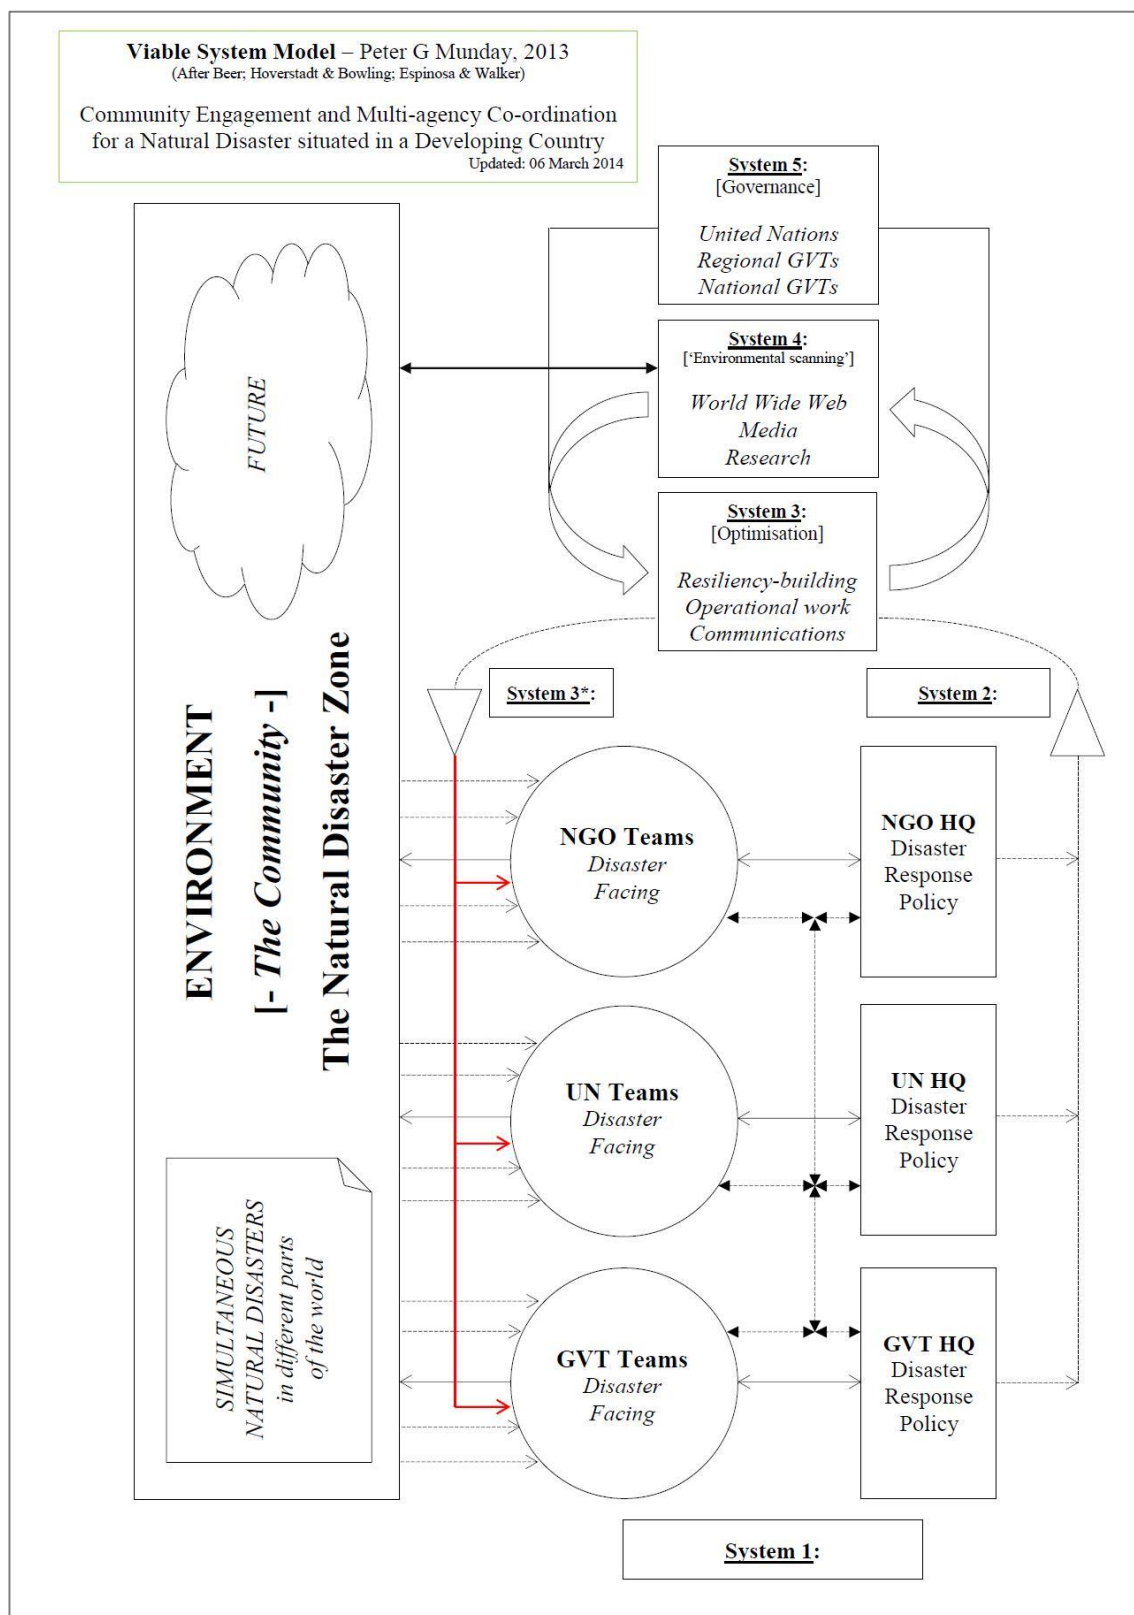 Viable System Model – Peter G Munday, 2013
(After Beer; Hoverstadt & Bowling; Espinosa & Walker)
Community Engagement and Multi-agency Co-ordination
for a Natural Disaster situated in a Developing Country
Updated: 06 March 2014
System 5:
[Governance]
United Nations
Regional GVTs
National GVTs
System 4:
['Environmental scanning']
World Wide Web
Media
Research
System 3:
[Optimisation]
Resiliency-building
Operational work
Communications
FUTURE
ENVIRONMENT
[- The Community -]
The Natural Disaster Zone
SIMULTANEOUS
NATURAL DISASTERS
in different parts
of the world
System 3*:
System 2:
NGO Teams
Disaster
Facing
NGO HQ
Disaster
Response
Policy
UN Teams
Disaster
Facing
UN HQ
Disaster
Response
Policy
GVT Teams
Disaster
Facing
GVT HQ
Disaster
Response
Policy
System 1: